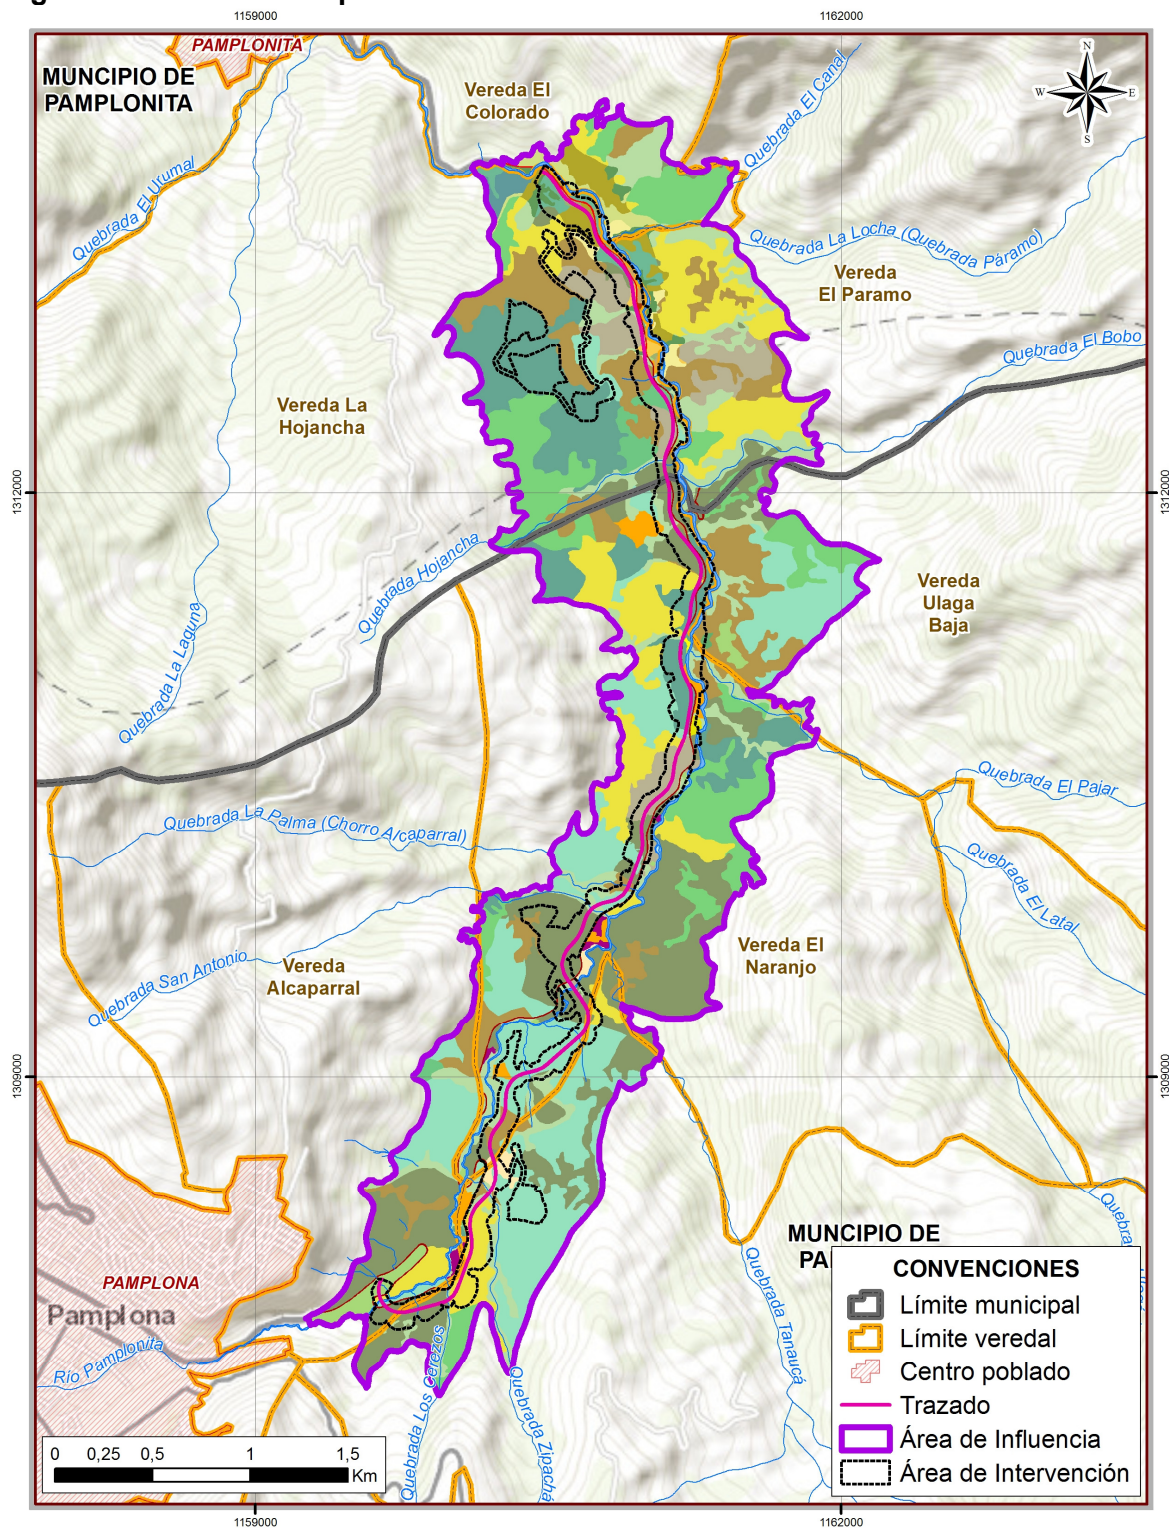 1159000
1162000
PAMPLONITA
MUNCIPIO DE
PAMPLONITA
Vereda El
Colorado
Quebrada El Canal
N
W
E
S
Quebrada El Urumal
Quebrada La Locha (Quebrada Páramo)
Vereda
El Paramo
Quebrada El Bobo
Vereda La
Hojancha
1312000
1312000
Quebrada Hojancha
Vereda
Ulaga
Baja
Quebrada La Laguna
Quebrada El Pajar
Quebrada La Palma (Chorro Alcaparral)
Quebrada El Latal
Vereda El
Naranjo
Vereda
Alcaparral
Quebrada San Antonio
1309000
1309000
MUNCIPIO DE
PA
PAMPLONA
Pamplona
Río Pamplonita
Quebrada Los Cerezos
Quebrada Zipachá
Quebrada Tanaucá
CONVENCIONES
Límite municipal
Límite veredal
Centro poblado
Trazado
Área de Influencia
Área de Intervención
0 0,25 0,5 1 1,5
Km
1159000
1162000